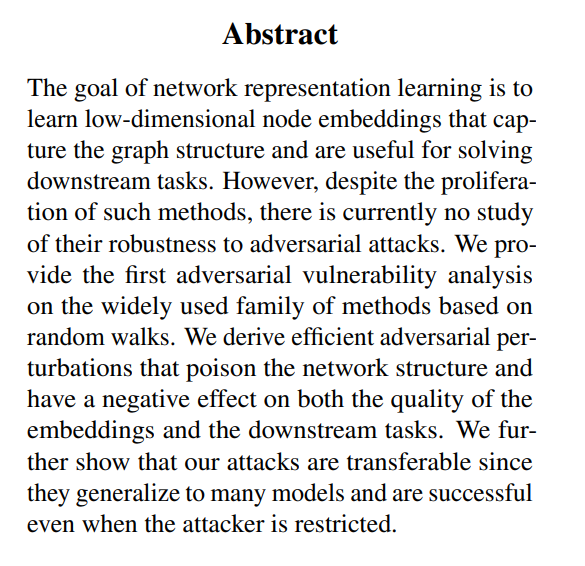 Abstract
The goal of network representation learning is to
learn low-dimensional node embeddings that cap-
ture the graph structure and are useful for solving
downstream tasks. However, despite the prolifera-
tion of such methods, there is currently no study
of their robustness to adversarial attacks. We pro-
vide the first adversarial vulnerability analysis
on the widely used family of methods based on
random walks. We derive efficient adversarial per-
turbations that poison the network structure and
have a negative effect on both the quality of the
embeddings and the downstream tasks. We fur-
ther show that our attacks are transferable since
they generalize to many models and are successful
even when the attacker is restricted.